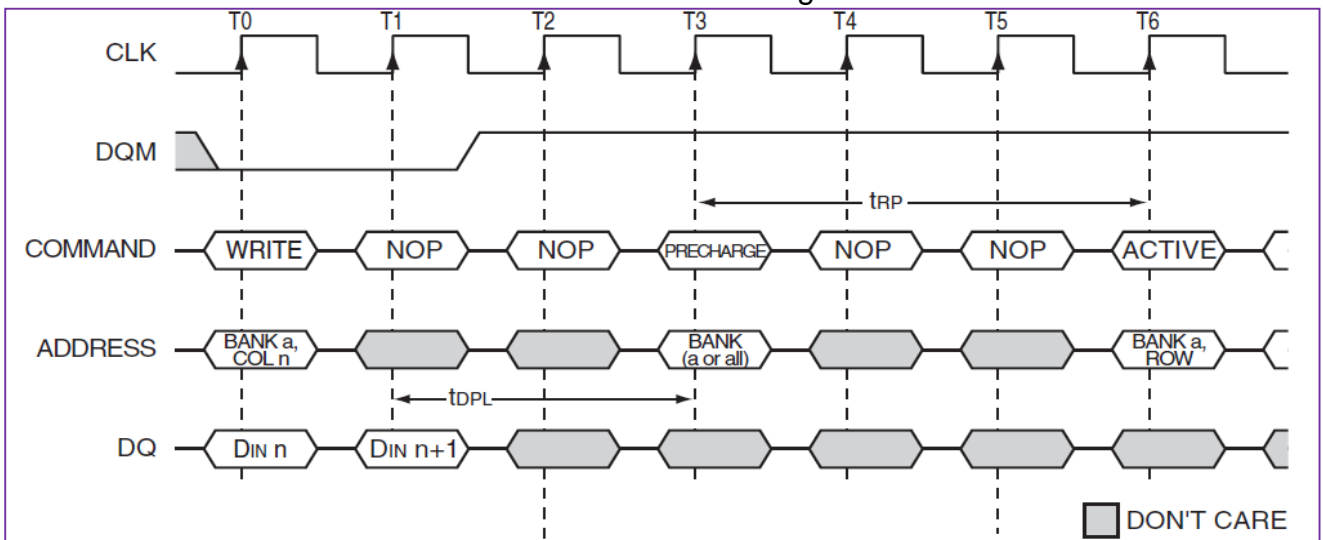 T0 T1 T2 T3 T4 T5 T6
CLK
DQM
tRP
COMMAND WRITE NOP NOP PRECHARGE NOP NOP ACTIVE
ADDRESS BANK a, COL n BANK (a or all) BANK a, ROW
tDPL
DQ DIN n DIN n+1
DON'T CARE